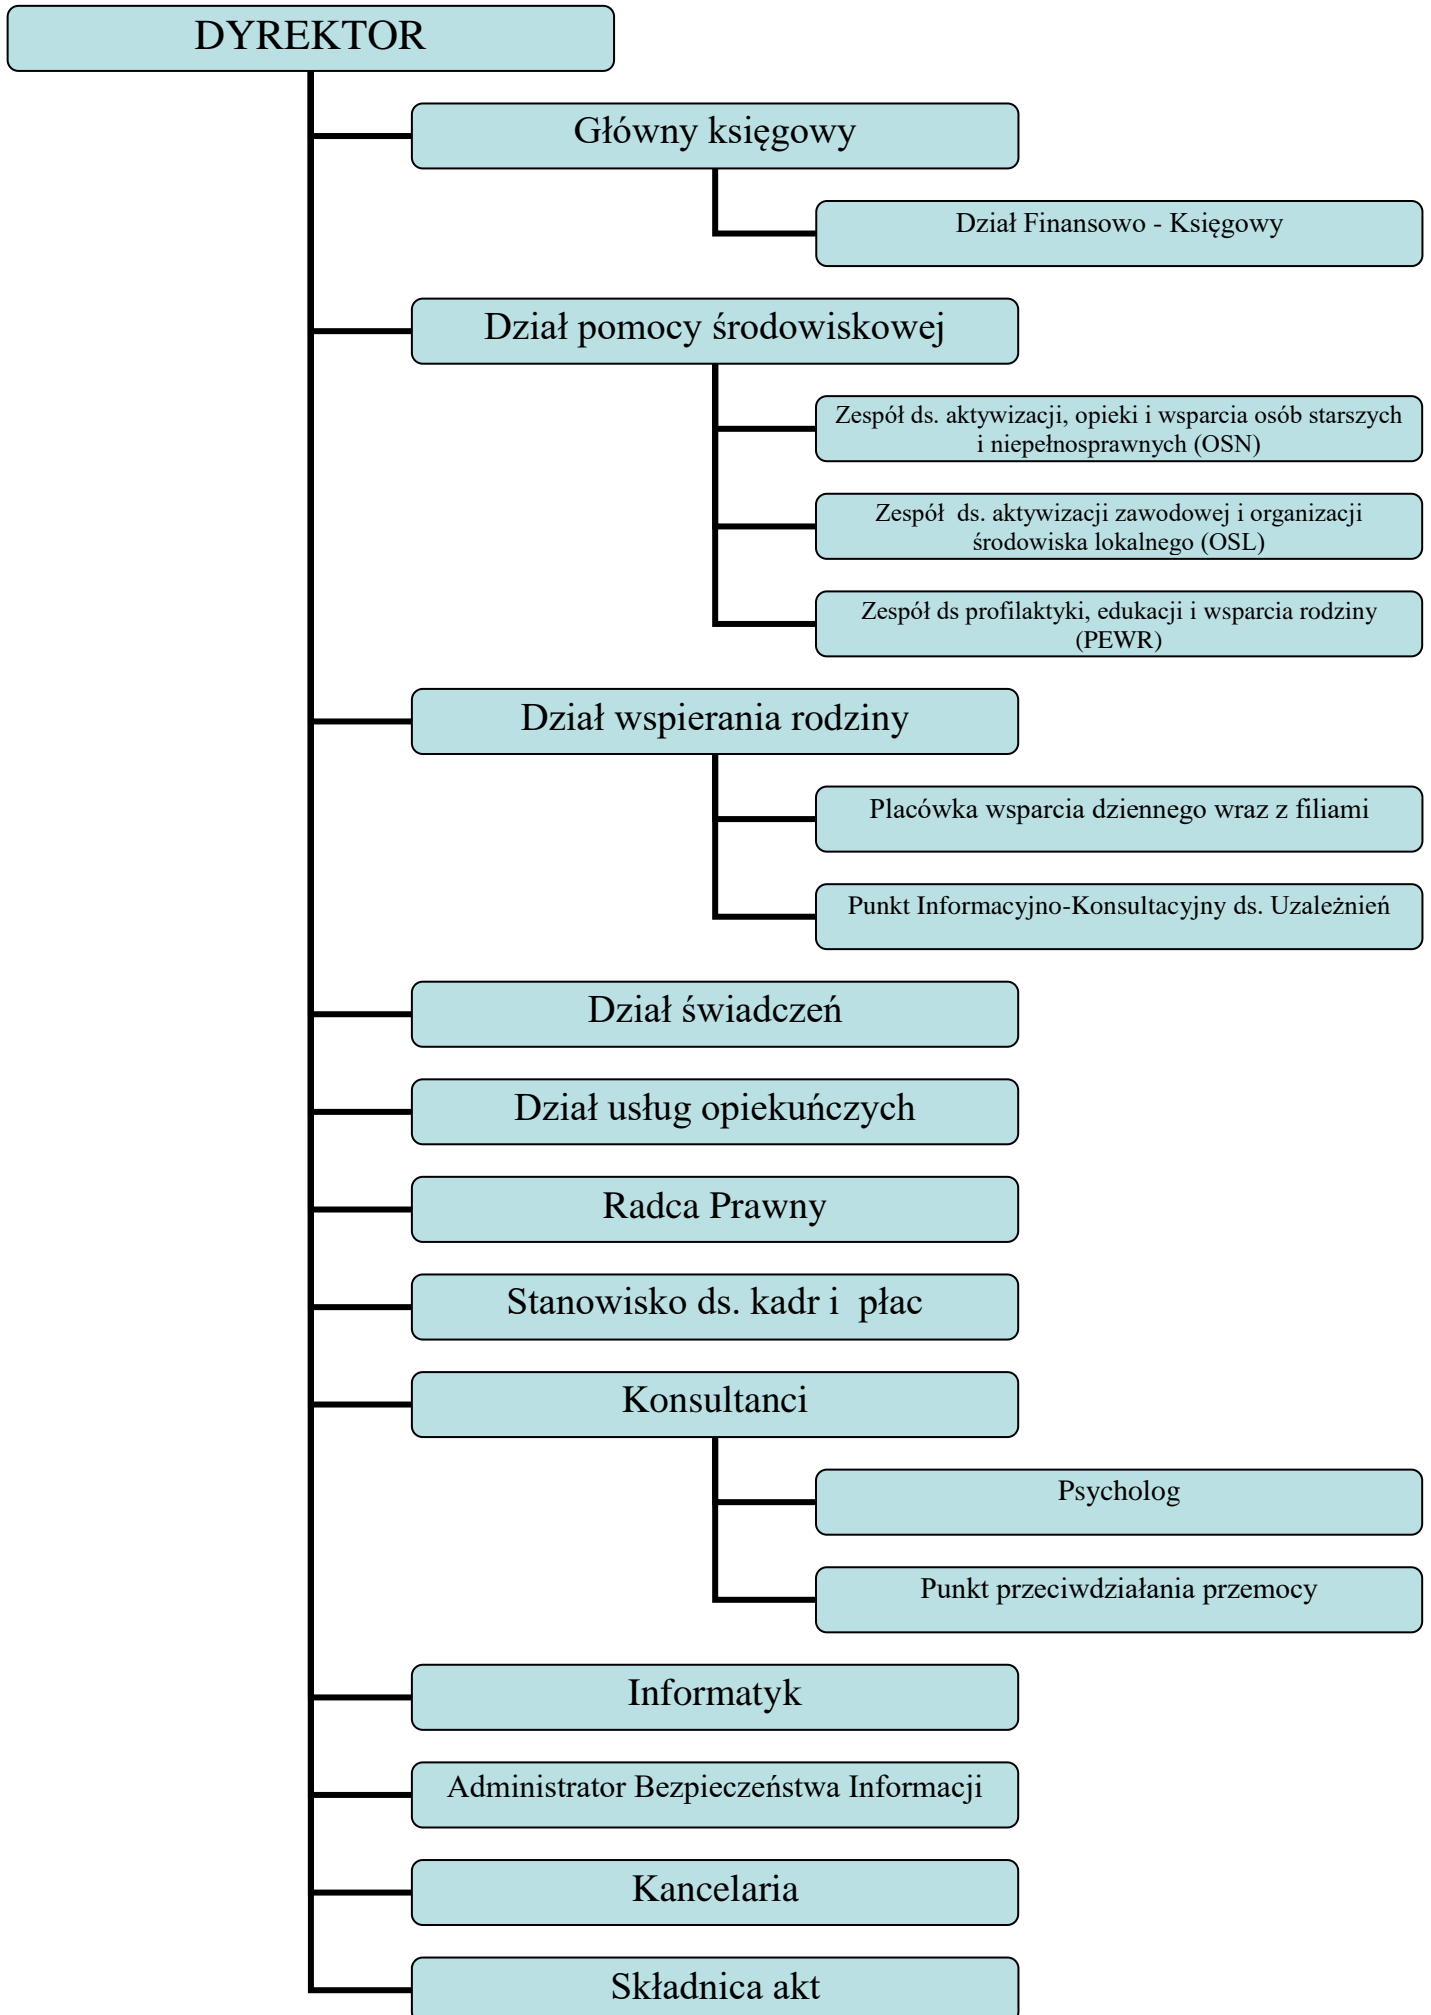 DYREKTOR
Główny księgowy
Dział Finansowo - Księgowy
Dział pomocy środowiskowej
Zespół ds. aktywizacji, opieki i wsparcia osób starszych
i niepełnosprawnych (OSN)
Zespół  ds. aktywizacji zawodowej i organizacji
środowiska lokalnego (OSL)
Zespół ds profilaktyki, edukacji i wsparcia rodziny
(PEWR)
Dział wspierania rodziny
Placówka wsparcia dziennego wraz z filiami
Punkt Informacyjno-Konsultacyjny ds. Uzależnień
Dział świadczeń
Dział usług opiekuńczych
Radca Prawny
Stanowisko ds. kadr i  płac
Konsultanci
Psycholog
Punkt przeciwdziałania przemocy
Informatyk
Administrator Bezpieczeństwa Informacji
Kancelaria
Składnica akt